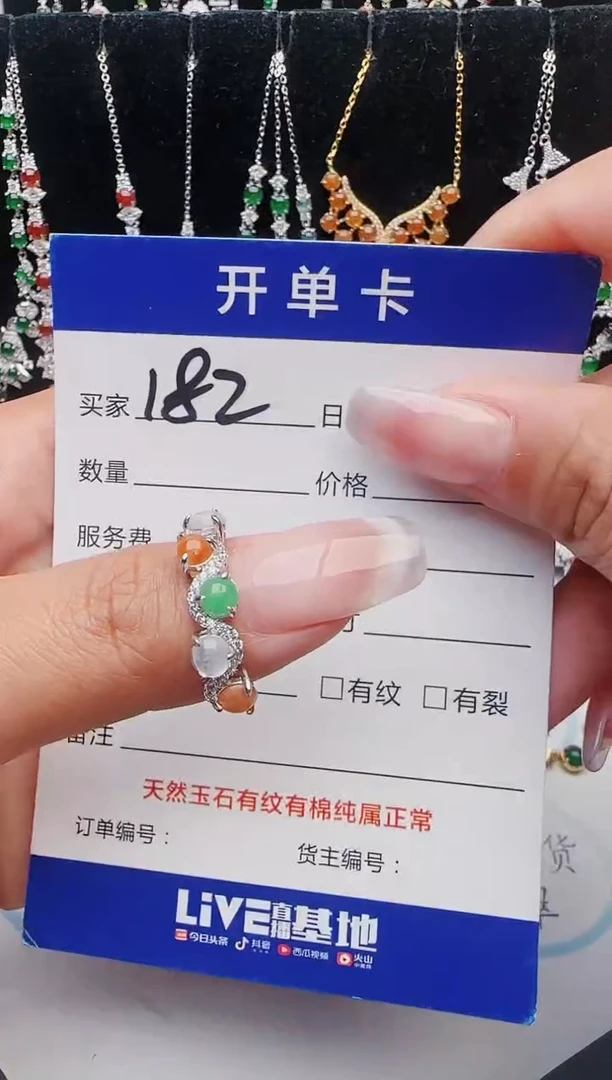 开单卡
买家 182 日
数量 价格
服务费
□有纹 □有裂
备注
天然玉石有纹有棉纯属正常
订单编号：
货主编号：
LiVE直播基地
今日头条 抖音 西瓜视频 火山
货